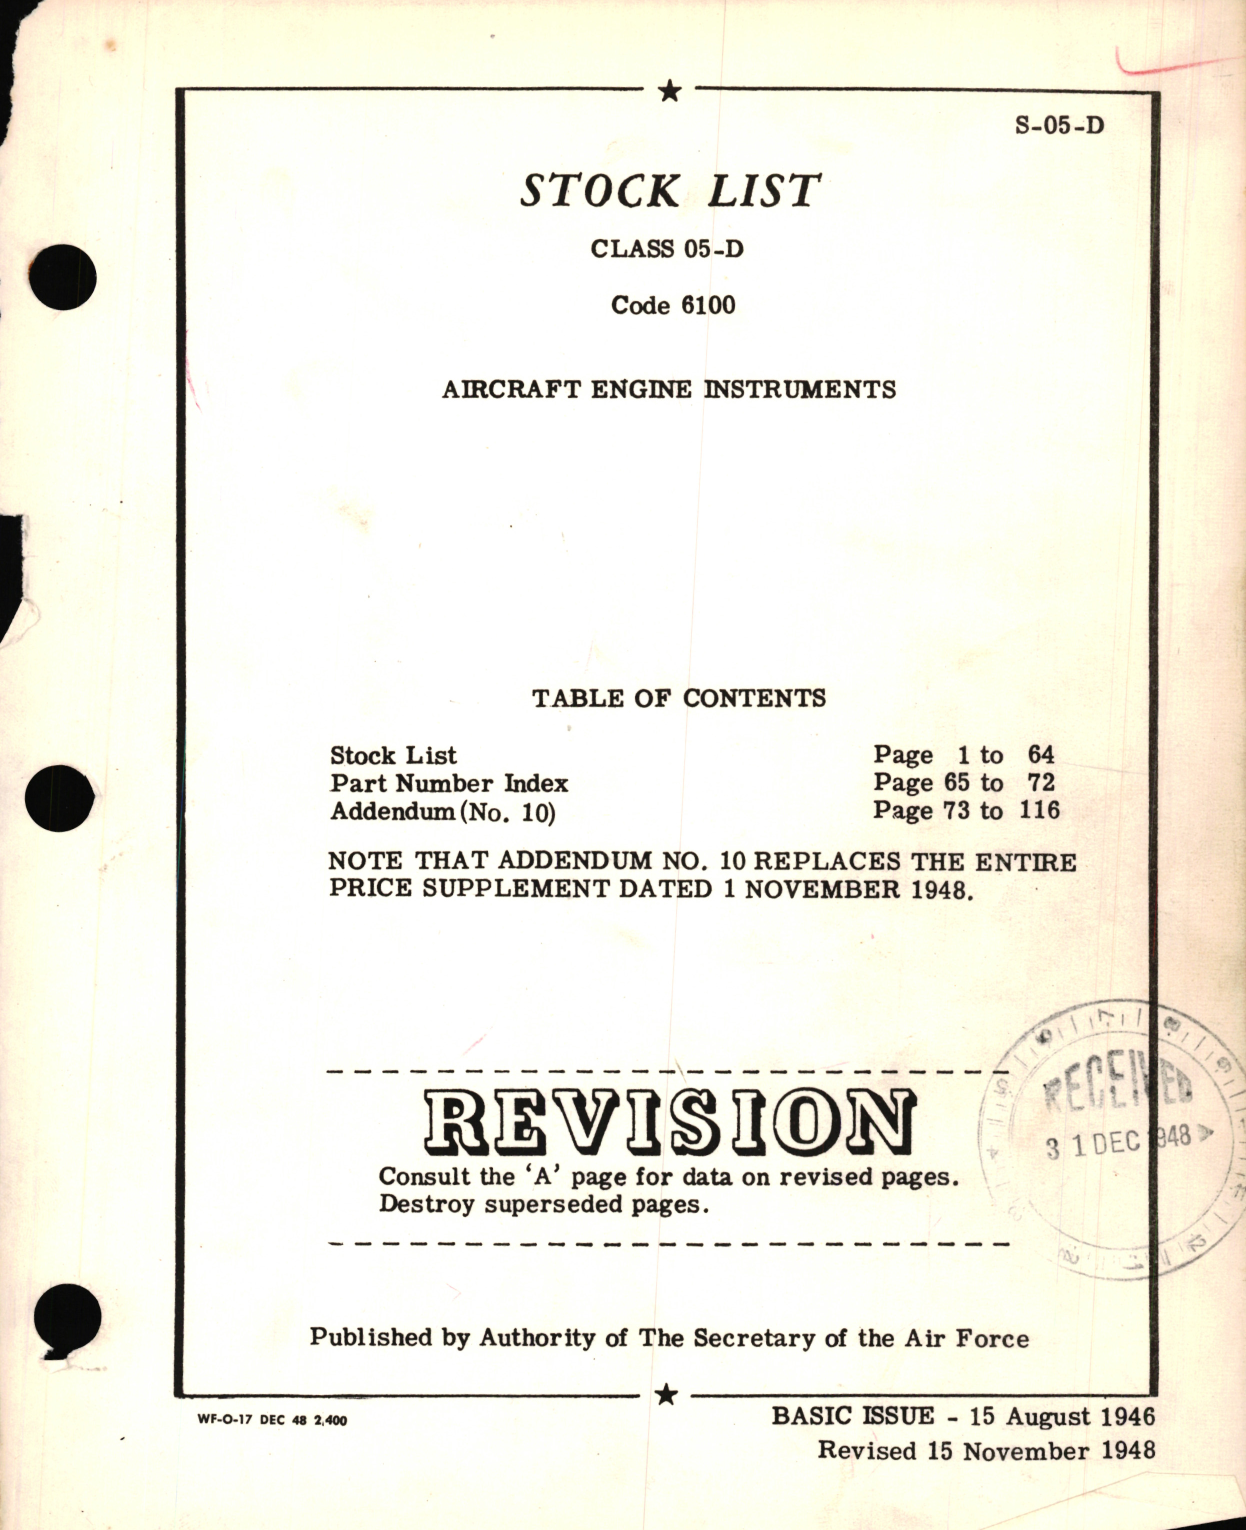 S-05-D
STOCK LIST
CLASS 05-D
Code 6100
AIRCRAFT ENGINE INSTRUMENTS
TABLE OF CONTENTS
Stock List Page 1 to 64
Part Number Index Page 65 to 72
Addendum (No. 10) Page 73 to 116
NOTE THAT ADDENDUM NO. 10 REPLACES THE ENTIRE
PRICE SUPPLEMENT DATED 1 NOVEMBER 1948.
REVISION
Consult the ‘A’ page for data on revised pages.
Destroy superseded pages.
RECEIVED
31 DEC 1948
Published by Authority of The Secretary of the Air Force
WF-O-17 DEC 48 2,400
BASIC ISSUE - 15 August 1946
Revised 15 November 1948